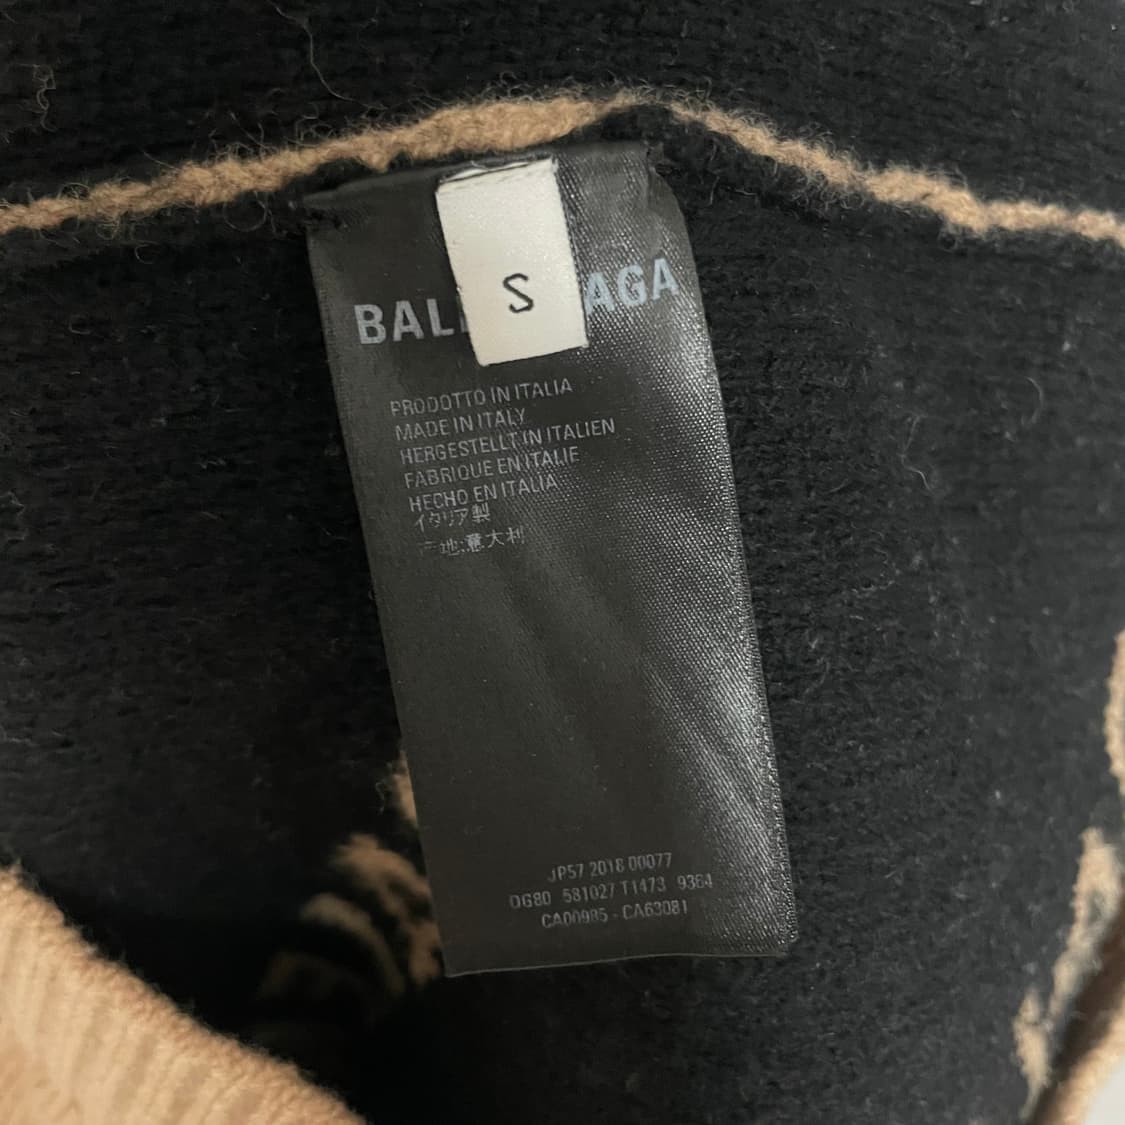 S
BAL AGA
PRODOTTO IN ITALIA
MADE IN ITALY
HERGESTELLT IN ITALIEN
FABRIQUE EN ITALIE
HECHO EN ITALIA
イタリア製
产地:意大利
JP57 2018 00077
DG80 581027 T1473 9364
CA00985 - CA63081